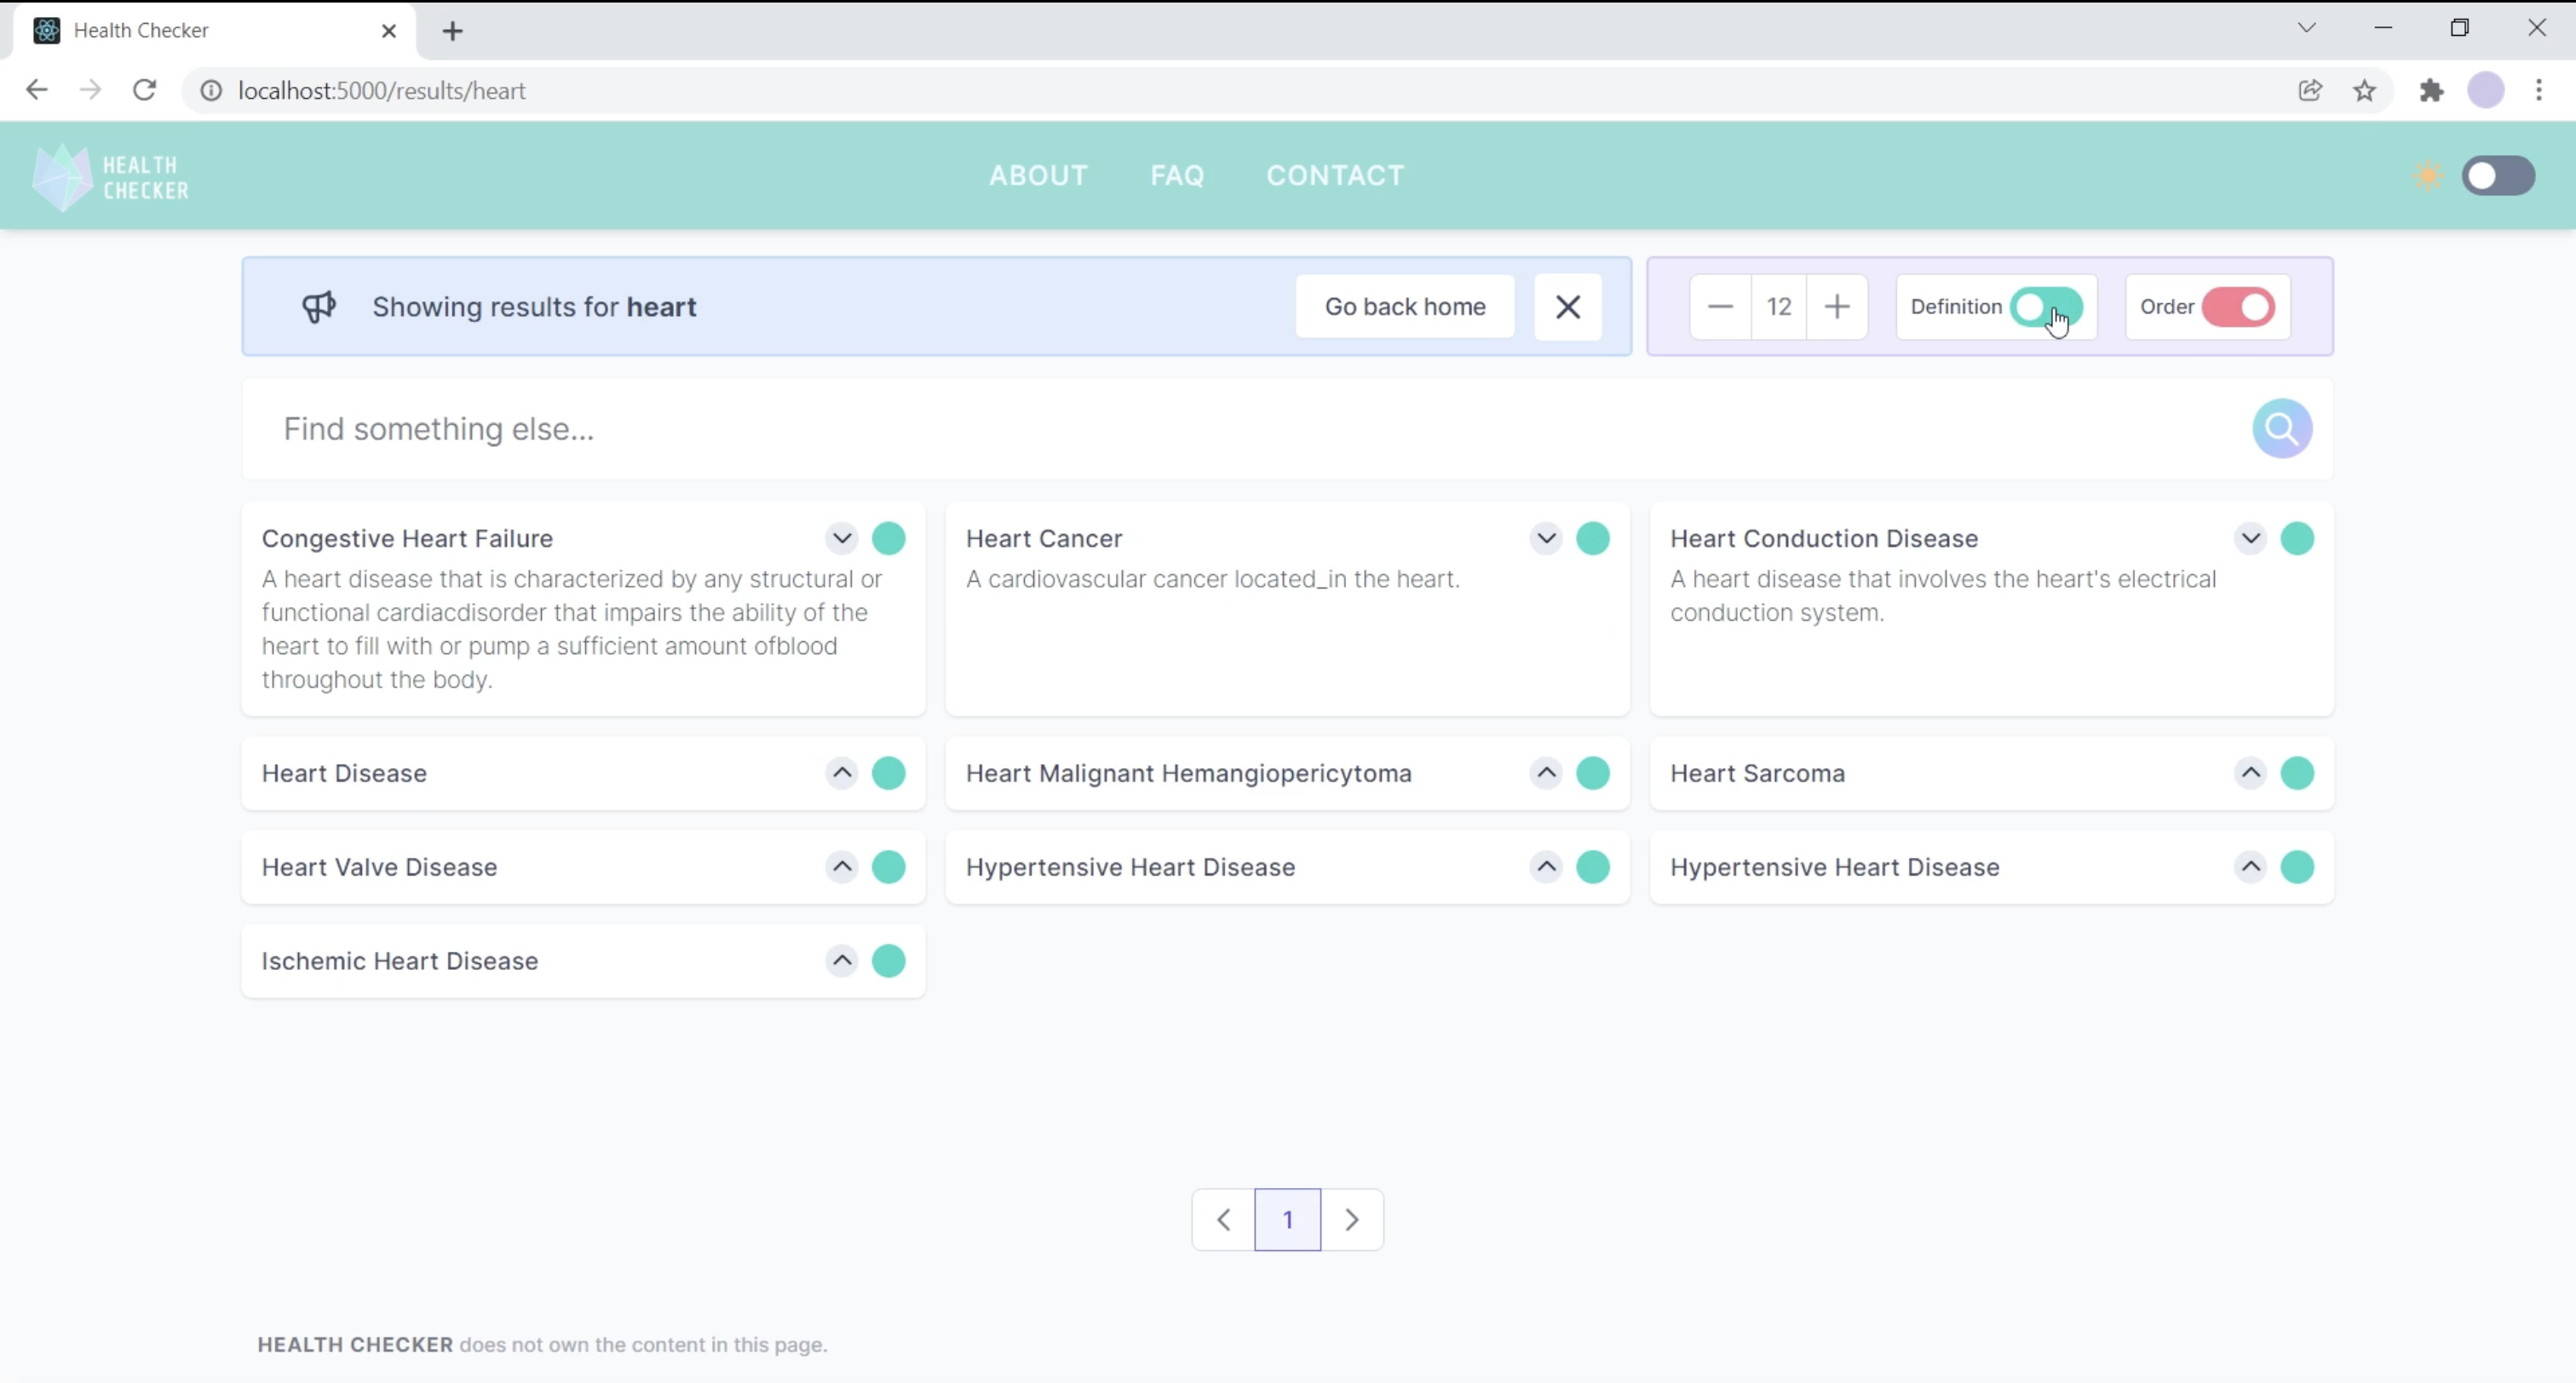 Health Checker
localhost:5000/results/heart
HEALTH
CHECKER
ABOUT FAQ CONTACT
Showing results for heart
Go back home
12
Definition
Order
Find something else...
Congestive Heart Failure
A heart disease that is characterized by any structural or
functional cardiacdisorder that impairs the ability of the
heart to fill with or pump a sufficient amount ofblood
throughout the body.
Heart Cancer
A cardiovascular cancer located_in the heart.
Heart Conduction Disease
A heart disease that involves the heart's electrical
conduction system.
Heart Disease
Heart Malignant Hemangiopericytoma
Heart Sarcoma
Heart Valve Disease
Hypertensive Heart Disease
Hypertensive Heart Disease
Ischemic Heart Disease
1
HEALTH CHECKER does not own the content in this page.